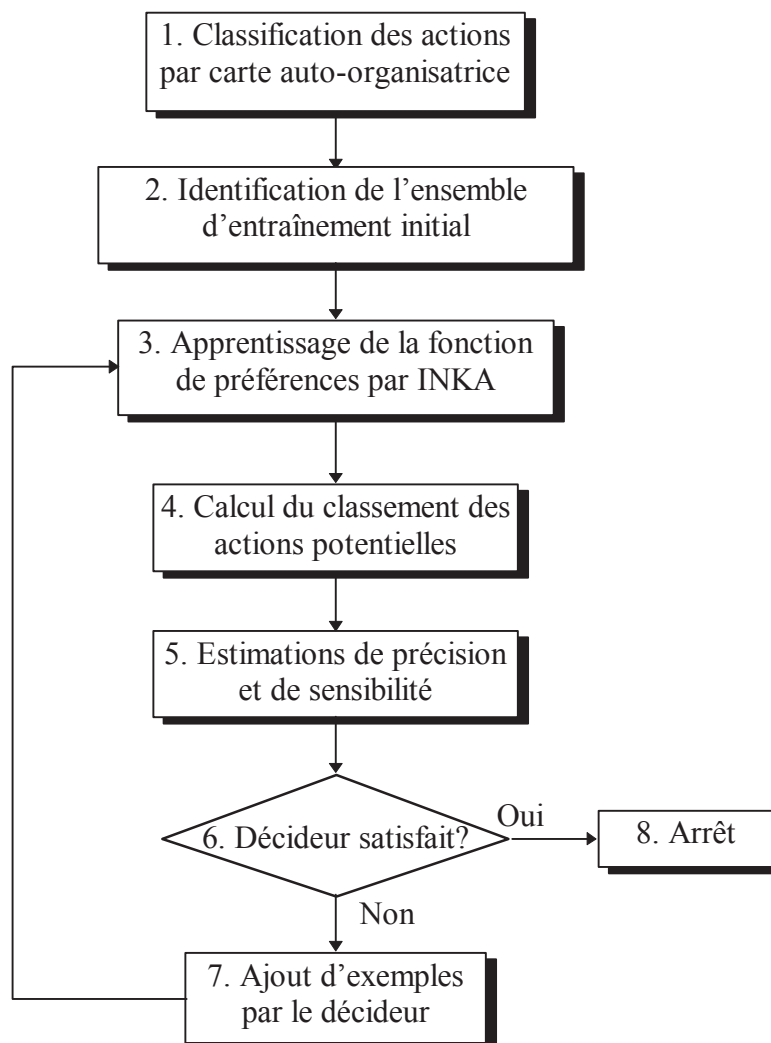 1. Classification des actions
par carte auto-organisatrice
2. Identification de l’ensemble
d’entraînement initial
3. Apprentissage de la fonction
de préférences par INKA
4. Calcul du classement des
actions potentielles
5. Estimations de précision
et de sensibilité
6. Décideur satisfait?
Oui
8. Arrêt
Non
7. Ajout d’exemples
par le décideur